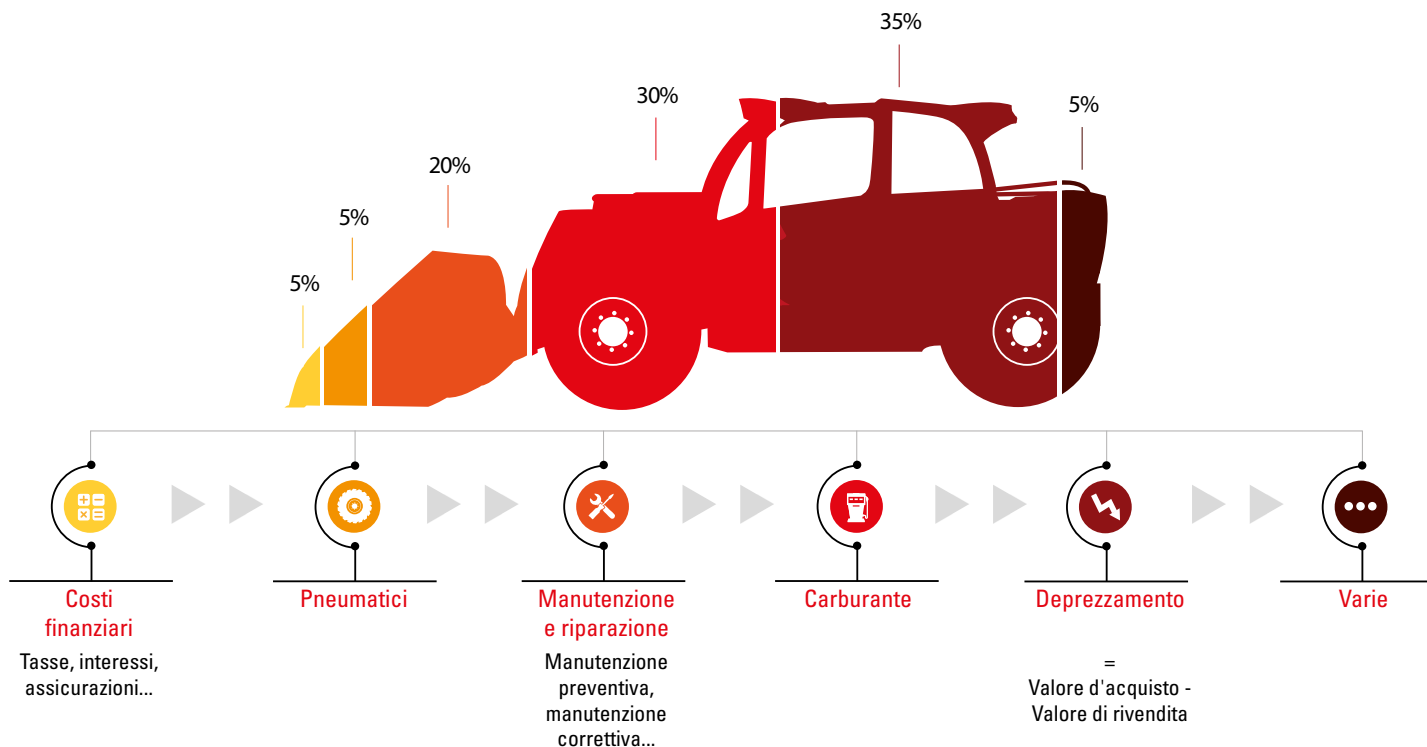 35%
30%
5%
20%
5%
5%
Costi
finanziari
Tasse, interessi,
assicurazioni...
Pneumatici
Manutenzione
e riparazione
Manutenzione
preventiva,
manutenzione
correttiva...
Carburante
Deprezzamento
=
Valore d'acquisto -
Valore di rivendita
Varie